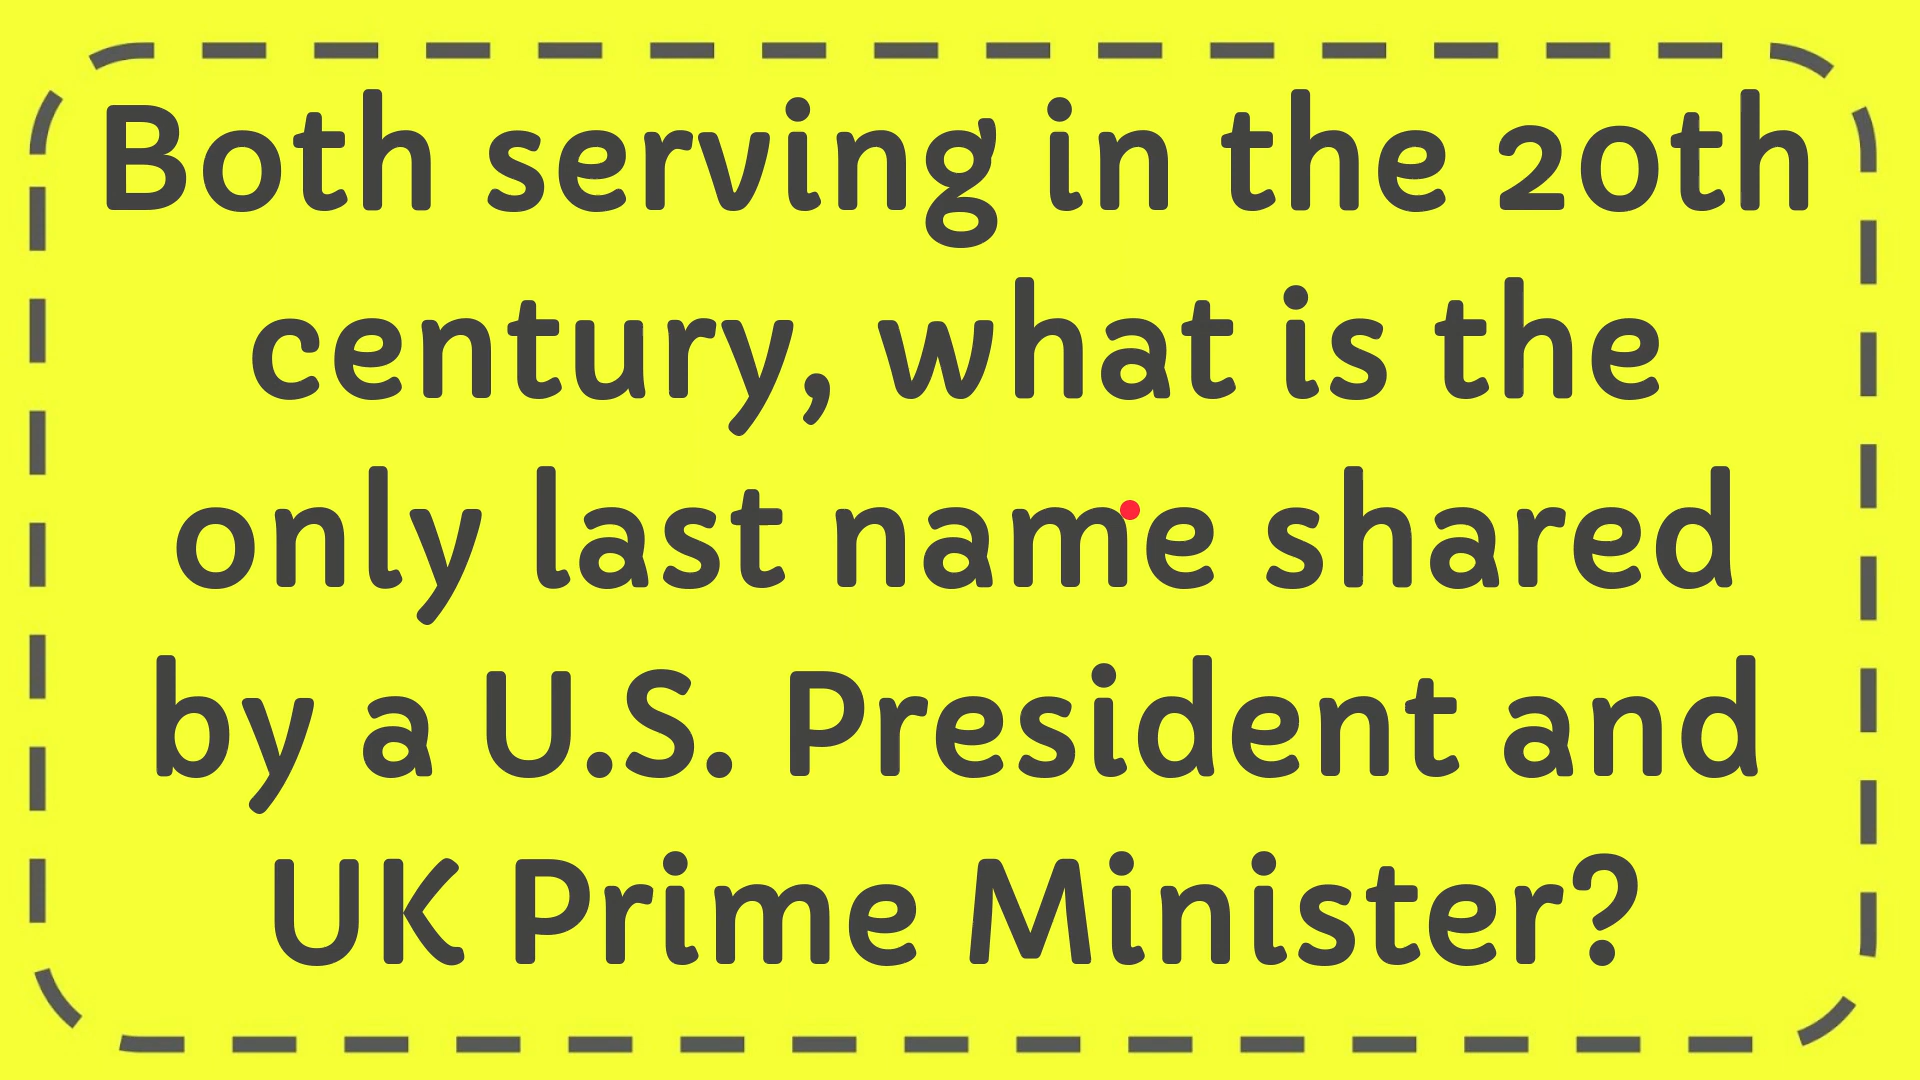 Both serving in the 20th
century, what is the
only last name shared
by a U.S. President and
UK Prime Minister?